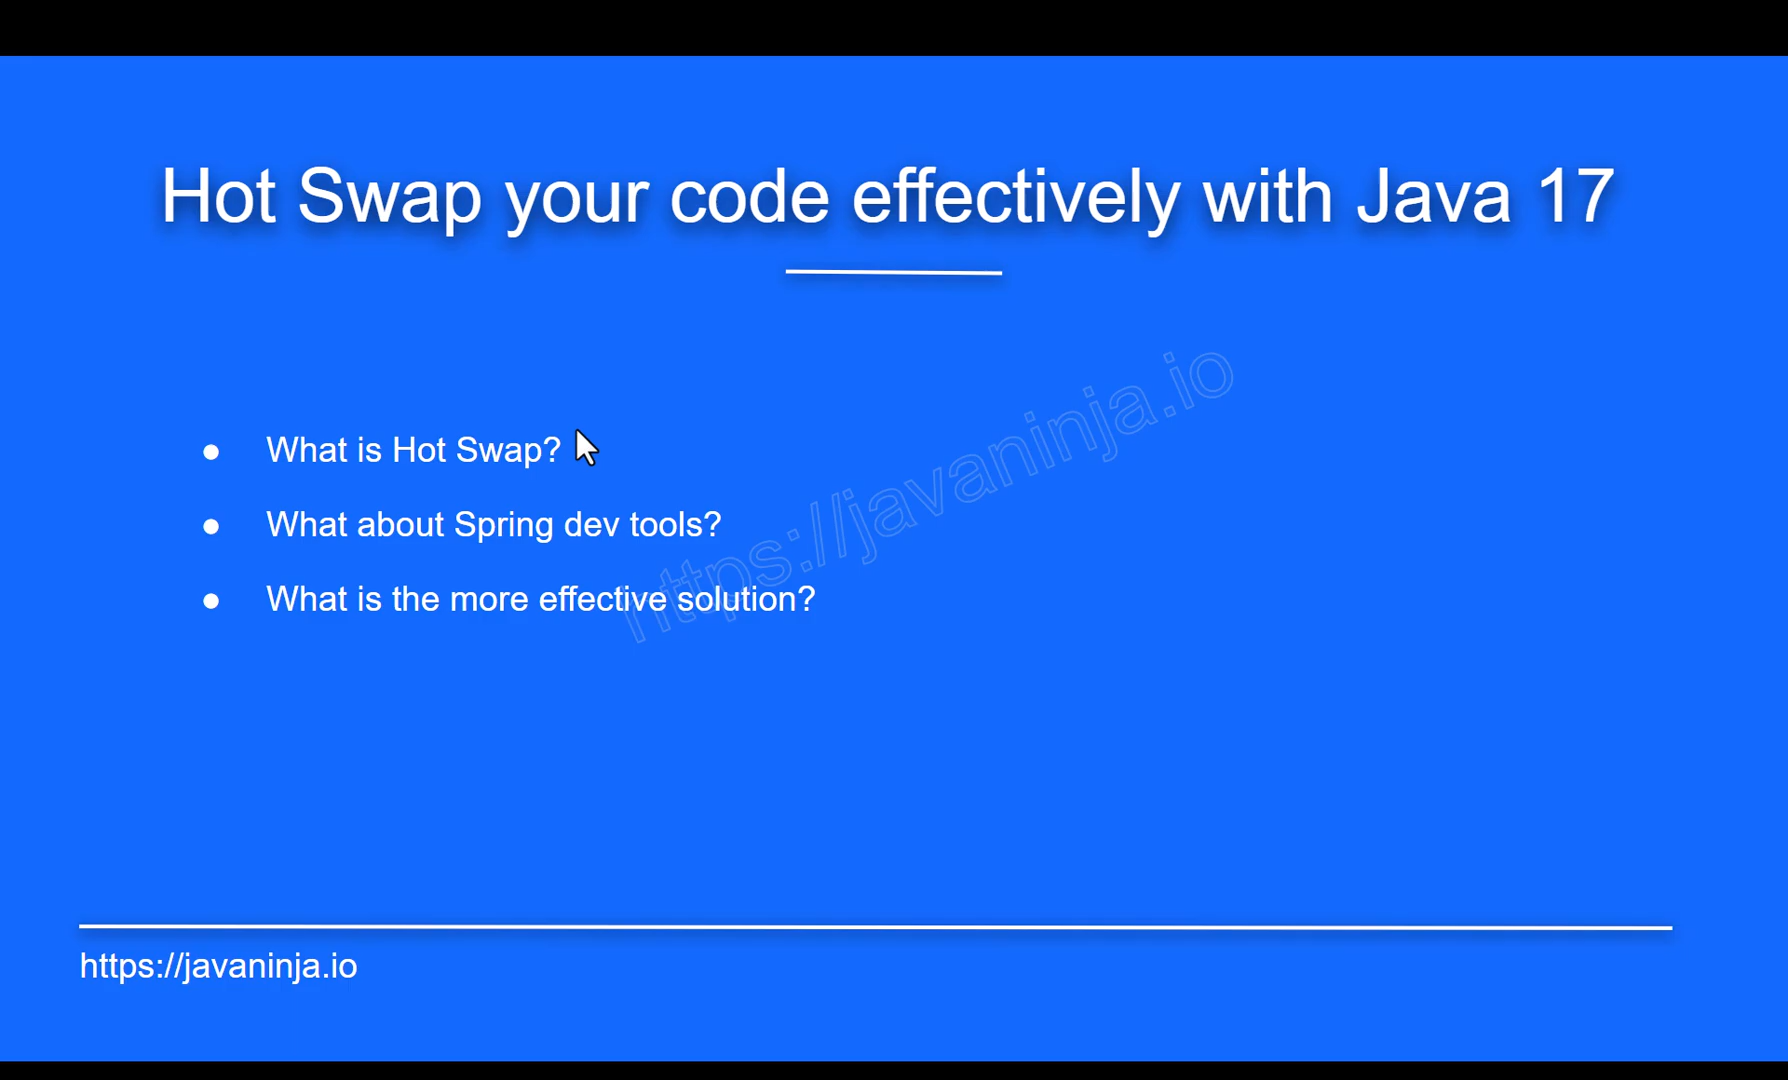 Hot Swap your code effectively with Java 17
● What is Hot Swap?
● What about Spring dev tools?
● What is the more effective solution?
https://javaninja.io
https://javaninja.io